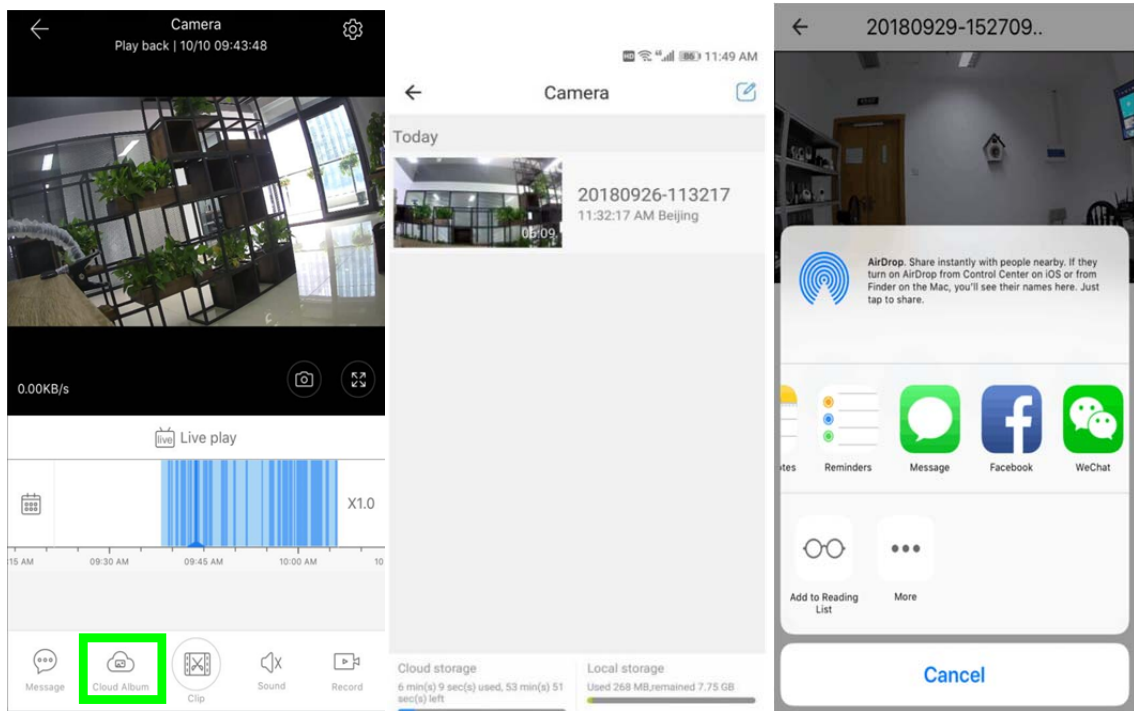 Camera
Play back | 10/10 09:43:48
0.00KB/s
live Live play
X1.0
:15 AM 09:30 AM 09:45 AM 10:00 AM 10
Message Cloud Album Clip Sound Record
11:49 AM
Camera
Today
05:09
20180926-113217
11:32:17 AM Beijing
Cloud storage
6 min(s) 9 sec(s) used, 53 min(s) 51
sec(s) left
Local storage
Used 268 MB,remained 7.75 GB
20180929-152709..
AirDrop. Share instantly with people nearby. If they
turn on AirDrop from Control Center on iOS or from
Finder on the Mac, you'll see their names here. Just
tap to share.
otes Reminders Message Facebook WeChat
Add to Reading
List
More
Cancel